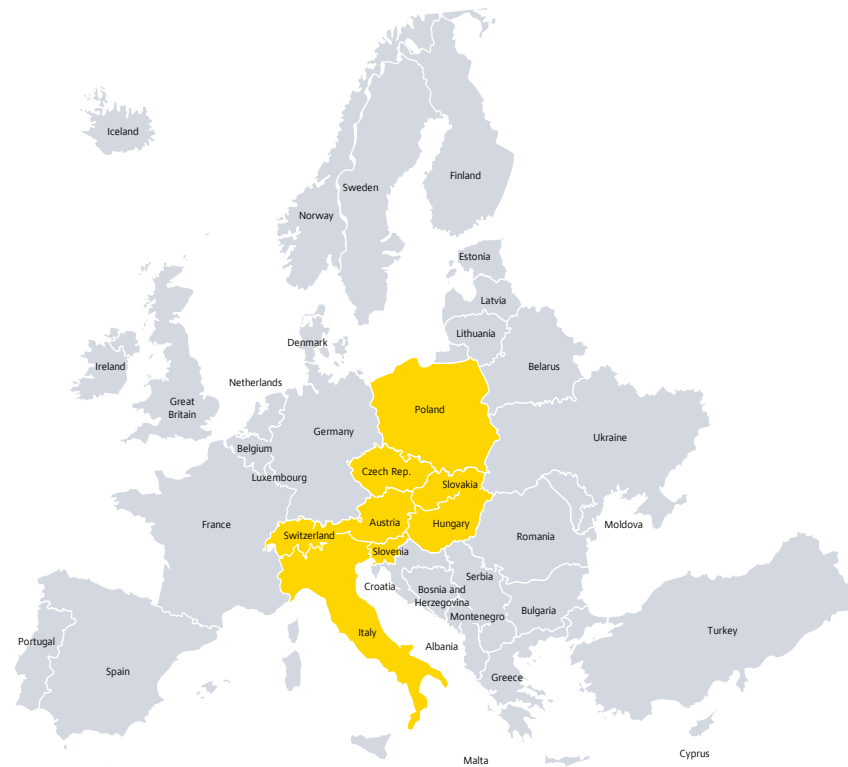 Iceland
Finland
Sweden
Norway
Estonia
Latvia
Lithuania
Denmark
Ireland
Belarus
Netherlands
Great
Britain
Poland
Germany
Ukraine
Belgium
Czech Rep.
Luxembourg
Slovakia
France
Austria
Hungary
Moldova
Switzerland
Romania
Slovenia
Serbia
Croatia
Bosnia and
Herzegovina
Bulgaria
Montenegro
Turkey
Italy
Portugal
Albania
Spain
Greece
Cyprus
Malta